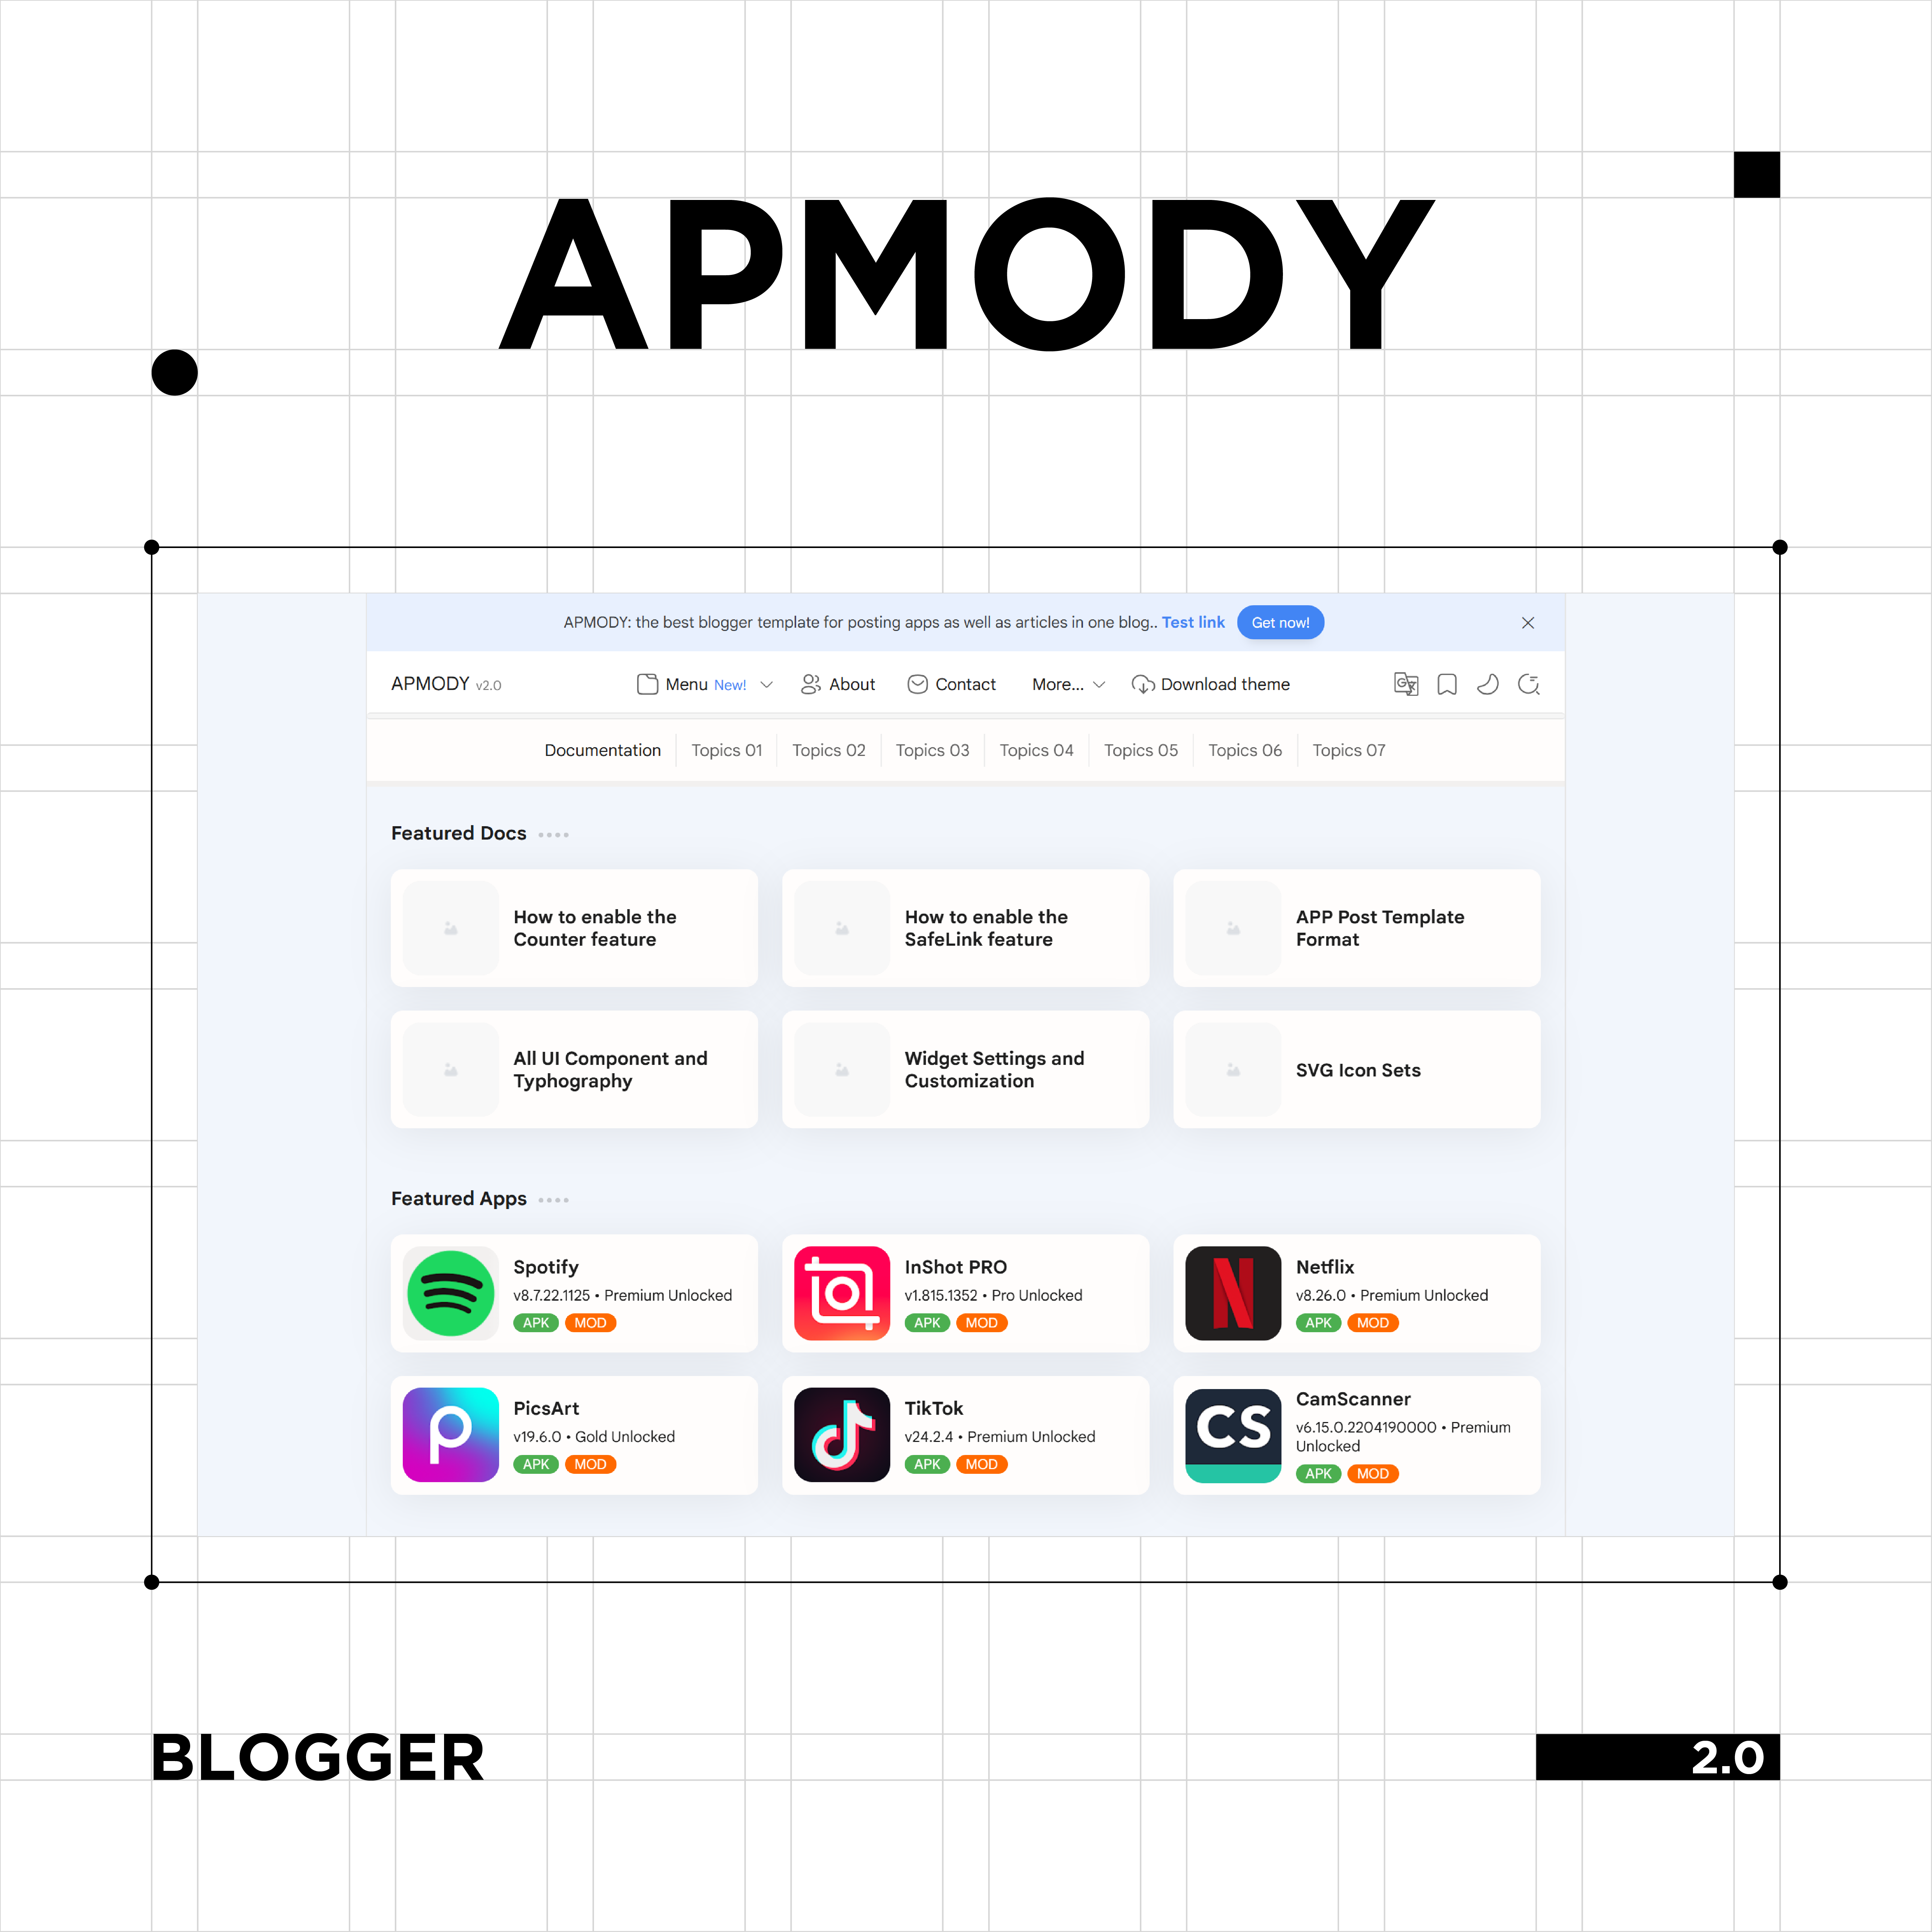 APMODY
APMODY: the best blogger template for posting apps as well as articles in one blog.. Test link Get now!
APMODY v2.0 Menu New! About Contact More... Download theme
Documentation Topics 01 Topics 02 Topics 03 Topics 04 Topics 05 Topics 06 Topics 07
Featured Docs
How to enable the
Counter feature
How to enable the
SafeLink feature
APP Post Template
Format
All UI Component and
Typhography
Widget Settings and
Customization
SVG Icon Sets
Featured Apps
Spotify
v8.7.22.1125 • Premium Unlocked
APK MOD
InShot PRO
v1.815.1352 • Pro Unlocked
APK MOD
Netflix
v8.26.0 • Premium Unlocked
APK MOD
PicsArt
v19.6.0 • Gold Unlocked
APK MOD
TikTok
v24.2.4 • Premium Unlocked
APK MOD
CS
CamScanner
v6.15.0.2204190000 • Premium
Unlocked
APK MOD
BLOGGER
2.0